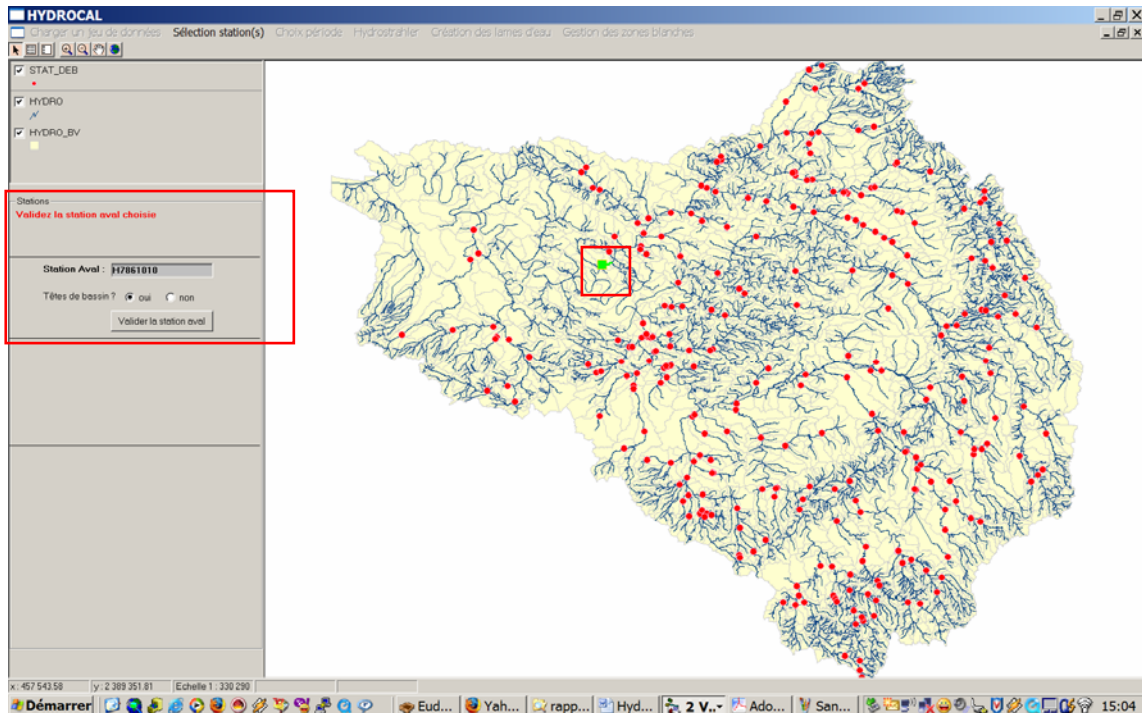 HYDROCAL
Charger un jeu de données Sélection station(s) Choix période Hydrostrahler Création des lames d'eau Gestion des zones blanches
STAT_DEB
HYDRO
HYDRO_BV
Stations
Validez la station aval choisie
Station Aval : H7861010
Têtes de bassin ? oui non
Valider la station aval
x : 457 543.58 y : 2 389 351.81 Echelle 1 : 330 290
Démarrer Eud... Yah... rapp... Hyd... 2 V... Ado... San... 15:04